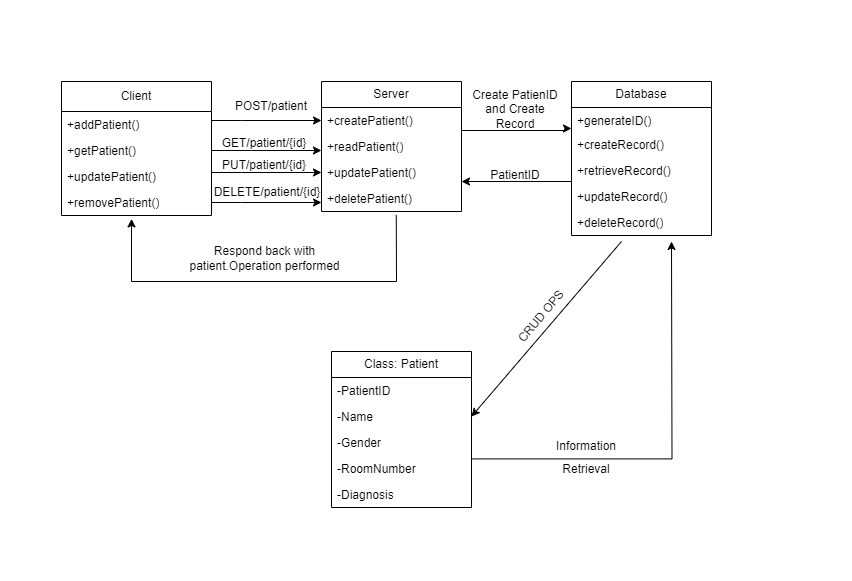 Client
+addPatient()
+getPatient()
+updatePatient()
+removePatient()
POST/patient
GET/patient/{id}
PUT/patient/{id}
DELETE/patient/{id}
Server
+createPatient()
+readPatient()
+updatePatient()
+deletePatient()
Create PatienID
and Create
Record
PatientID
Database
+generateID()
+createRecord()
+retrieveRecord()
+updateRecord()
+deleteRecord()
Respond back with
patient.Operation performed
CRUD OPS
Class: Patient
-PatientID
-Name
-Gender
-RoomNumber
-Diagnosis
Information
Retrieval